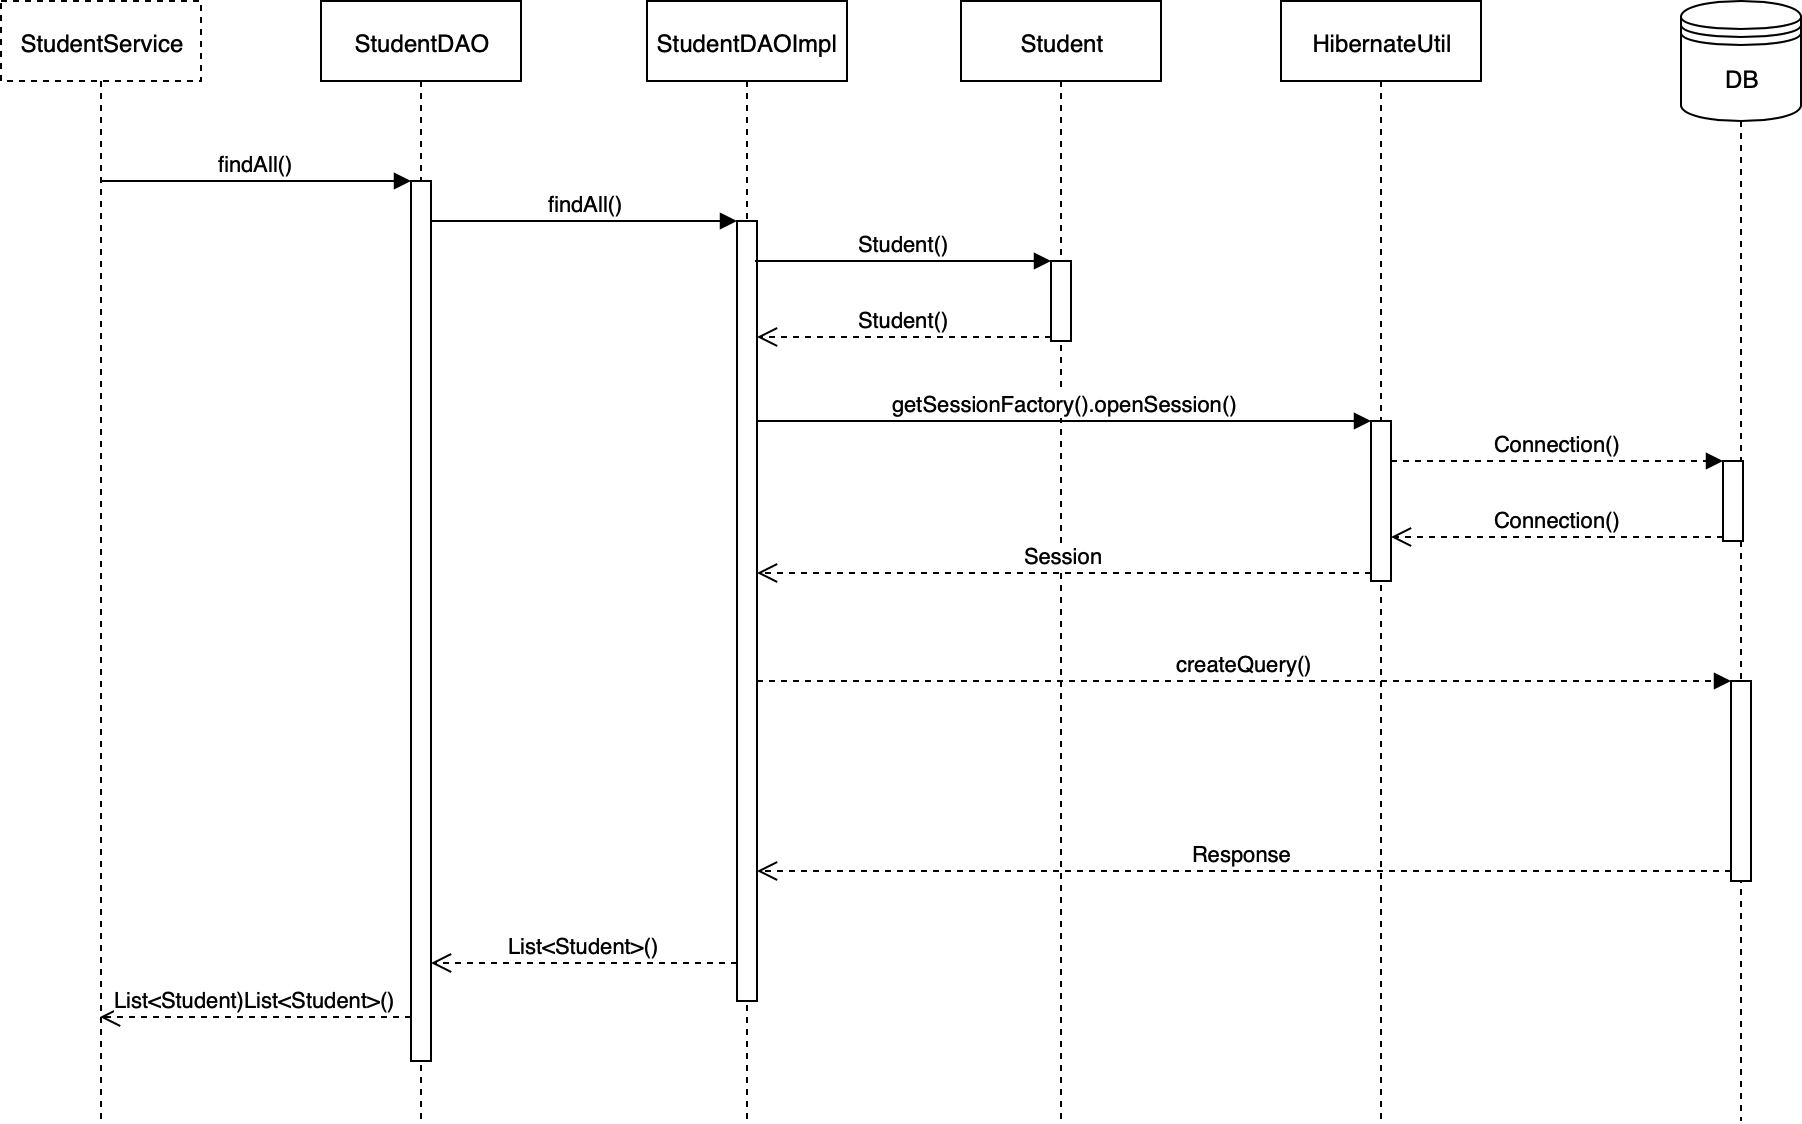 StudentService
StudentDAO
StudentDAOImpl
Student
HibernateUtil
DB
findAll()
findAll()
Student()
Student()
getSessionFactory().openSession()
Connection()
Connection()
Session
createQuery()
Response
List<Student>()
List<Student)List<Student>()